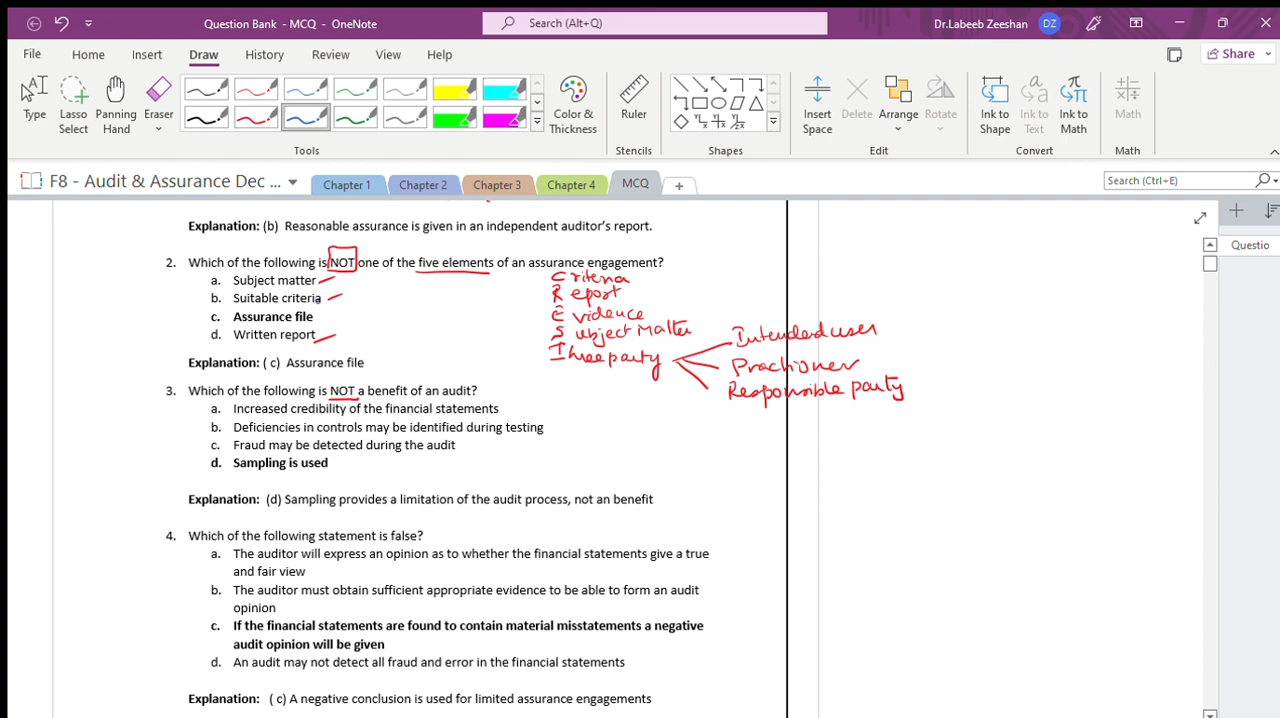 Question Bank - MCQ - OneNote
Search (Alt+Q)
Dr.Labeeb Zeeshan
DZ
File
Home
Insert
Draw
History
Review
View
Help
Share
Type
Lasso Select
Panning Hand
Eraser
Color & Thickness
Ruler
Insert Space
Delete
Arrange
Rotate
Ink to Shape
Ink to Text
Ink to Math
Math
Tools
Stencils
Shapes
Edit
Convert
Math
F8 - Audit & Assurance Dec ...
Chapter 1
Chapter 2
Chapter 3
Chapter 4
MCQ
Search (Ctrl+E)
Questio
Explanation: (b) Reasonable assurance is given in an independent auditor's report.
2. Which of the following is NOT one of the five elements of an assurance engagement?
a. Subject matter
b. Suitable criteria
c. Assurance file
d. Written report
Criteria
Report
Evidence
Subject Matter
Three party
Intended user
Practioner
Responsible party
Explanation: ( c) Assurance file
3. Which of the following is NOT a benefit of an audit?
a. Increased credibility of the financial statements
b. Deficiencies in controls may be identified during testing
c. Fraud may be detected during the audit
d. Sampling is used
Explanation: (d) Sampling provides a limitation of the audit process, not an benefit
4. Which of the following statement is false?
a. The auditor will express an opinion as to whether the financial statements give a true
and fair view
b. The auditor must obtain sufficient appropriate evidence to be able to form an audit
opinion
c. If the financial statements are found to contain material misstatements a negative
audit opinion will be given
d. An audit may not detect all fraud and error in the financial statements
Explanation: ( c) A negative conclusion is used for limited assurance engagements